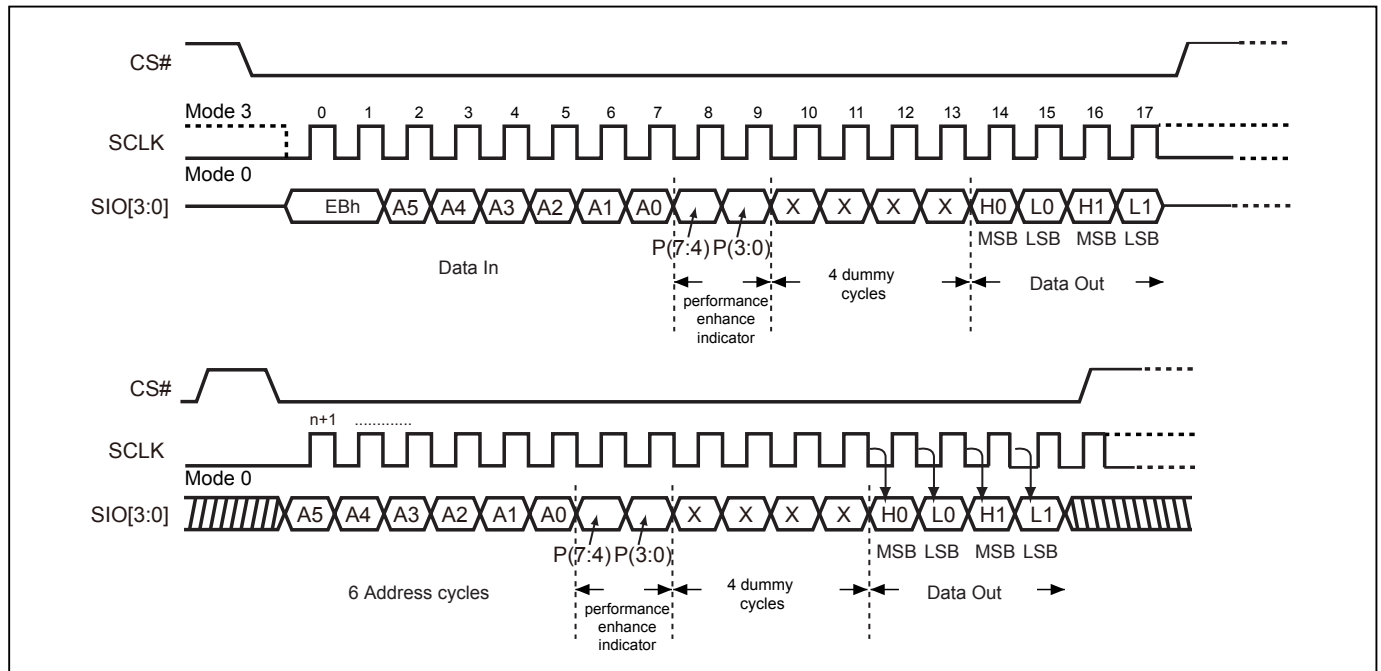 CS#
Mode 3
0 1 2 3 4 5 6 7 8 9 10 11 12 13 14 15 16 17
SCLK
Mode 0
SIO[3:0] EBh A5 A4 A3 A2 A1 A0 X X X X H0 L0 H1 L1
P(7:4) P(3:0) MSB LSB MSB LSB
Data In
4 dummy
cycles
Data Out
performance
enhance
indicator
CS#
n+1 .............
SCLK
Mode 0
SIO[3:0] A5 A4 A3 A2 A1 A0 X X X X H0 L0 H1 L1
P(7:4) P(3:0) MSB LSB MSB LSB
6 Address cycles
4 dummy
cycles
Data Out
performance
enhance
indicator